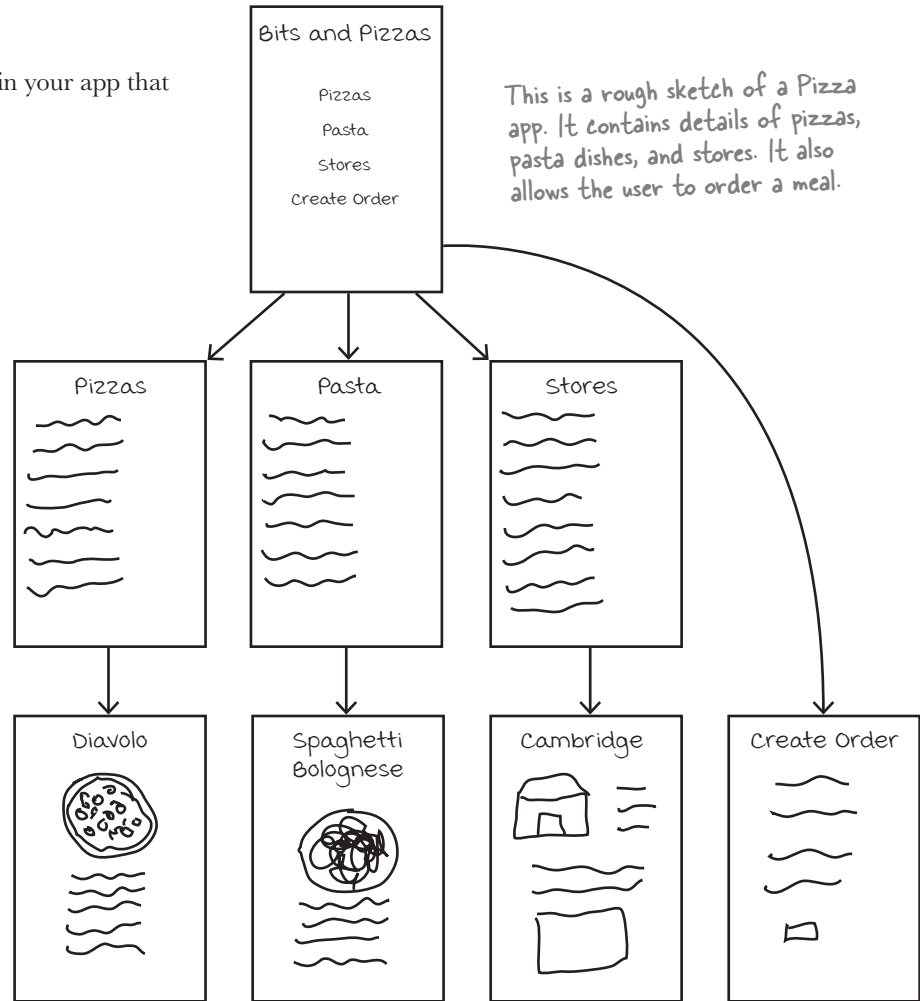 in your app that
Bits and Pizzas
Pizzas
Pasta
Stores
Create Order
This is a rough sketch of a Pizza
app. It contains details of pizzas,
pasta dishes, and stores. It also
allows the user to order a meal.
Pizzas
Pasta
Stores
Diavolo
Spaghetti
Bolognese
Cambridge
Create Order